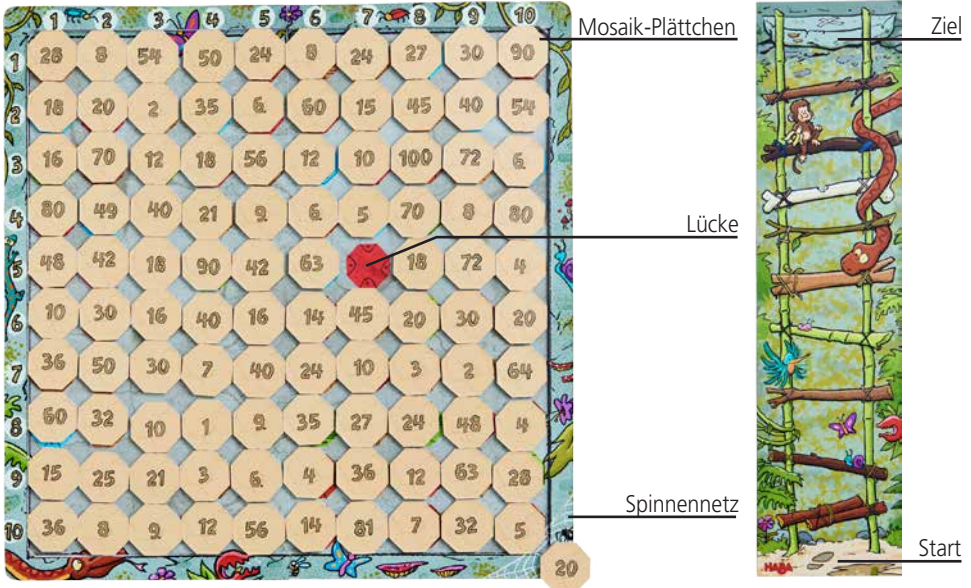 1 2 3 4 5 6 7 8 9 10
Mosaik-Plättchen
Ziel
1 28 8 54 50 24 8 24 27 30 90
2 18 20 2 35 6. 60 15 45 40 54
3 16 70 12 18 56 12 10 100 72 6.
4 80 49 40 21 9. 6. 5 70 8 80
Lücke
5 48 42 18 90 42 63 18 72 4
6 10 30 16 40 16 14 45 20 30 20
7 36 50 30 7 40 24 10 3 2 64
8 60 32 10 1 9. 35 27 24 48 4
9 15 25 21 3 6. 4 36 12 63 28
Spinnennetz
10 36 8 9. 12 56 14 81 7 32 5
Start
20
HABA